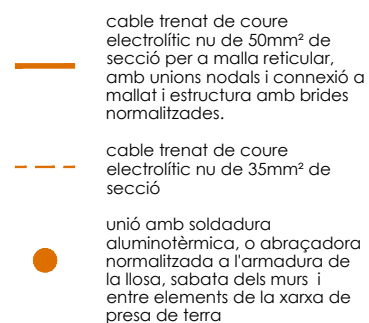 cable trenat de coure
electrolític nu de 50mm² de
secció per a malla reticular,
amb unions nodals i connexió a
mallat i estructura amb brides
normalitzades.
cable trenat de coure
electrolític nu de 35mm² de
secció
unió amb soldadura
aluminotèrmica, o abraçadora
normalitzada a l'armadura de
la llosa, sabata dels murs i
entre elements de la xarxa de
presa de terra